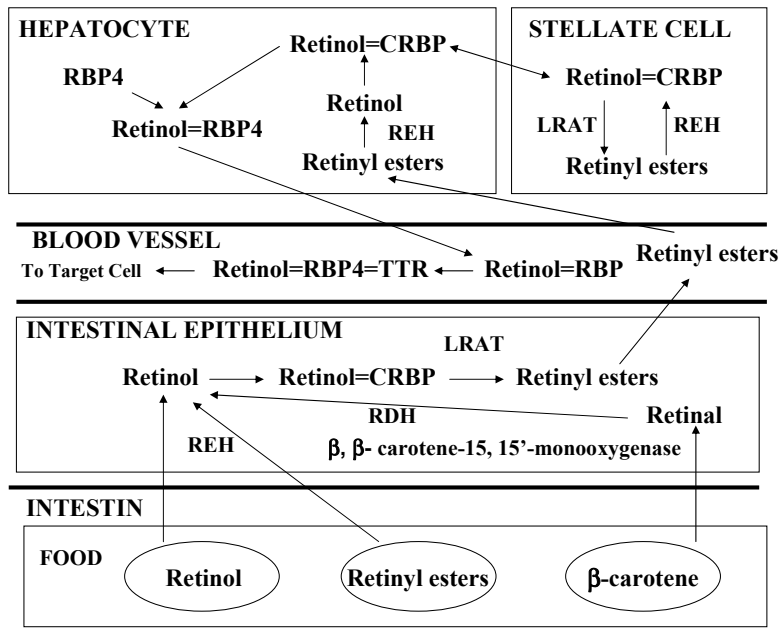 HEPATOCYTE
RBP4
Retinol=RBP4
Retinol=CRBP
Retinol
REH
Retinyl esters
STELLATE CELL
Retinol=CRBP
LRAT
REH
Retinyl esters
BLOOD VESSEL
Retinyl esters
To Target Cell
Retinol=RBP4=TTR
Retinol=RBP
INTESTINAL EPITHELIUM
LRAT
Retinol
Retinol=CRBP
Retinyl esters
RDH
Retinal
REH
β, β- carotene-15, 15’-monooxygenase
INTESTIN
FOOD
Retinol
Retinyl esters
β-carotene